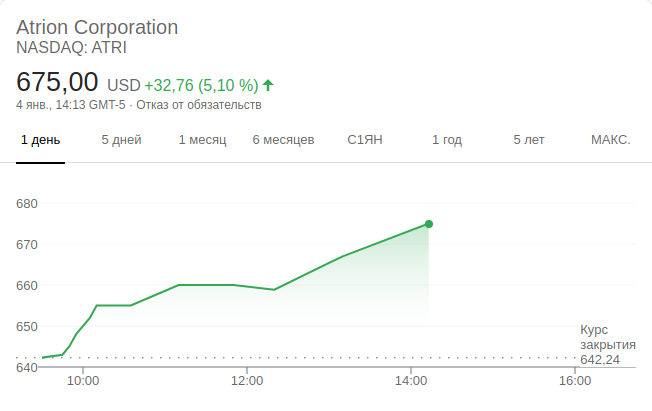 Atrion Corporation
NASDAQ: ATRI
675,00 USD +32,76 (5,10 %)
4 янв., 14:13 GMT-5 · Отказ от обязательств
1 день 5 дней 1 месяц 6 месяцев С1ЯН 1 год 5 лет МАКС.
680
670
660
650
Курс
закрытия
642,24
640
10:00 12:00 14:00 16:00